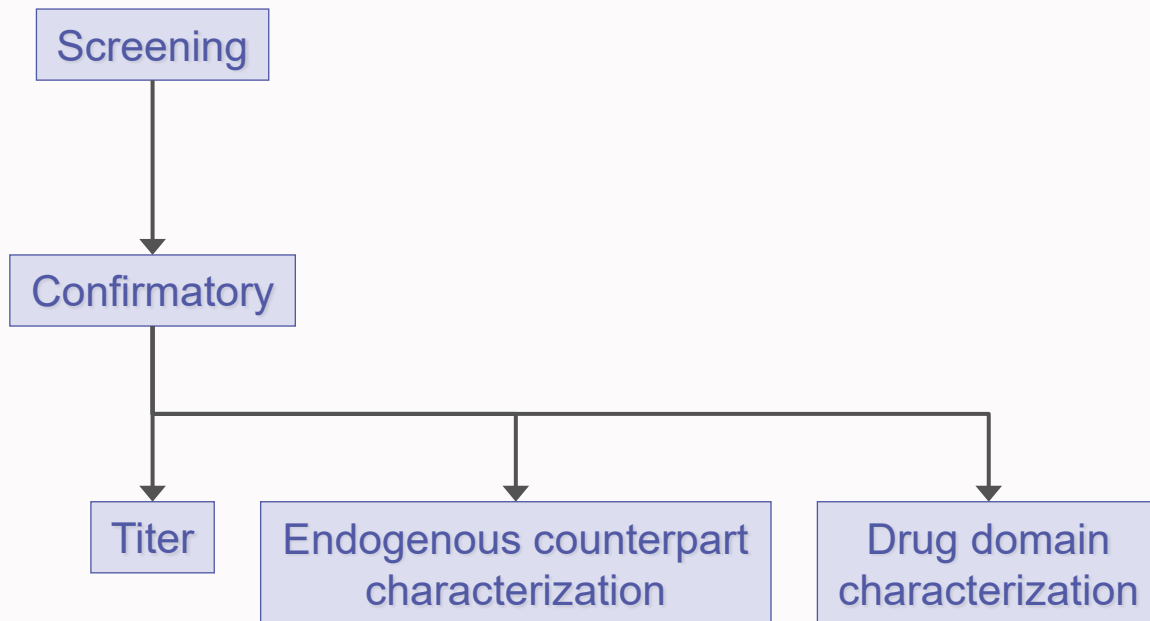 Screening
Confirmatory
Titer
Endogenous counterpart
characterization
Drug domain
characterization